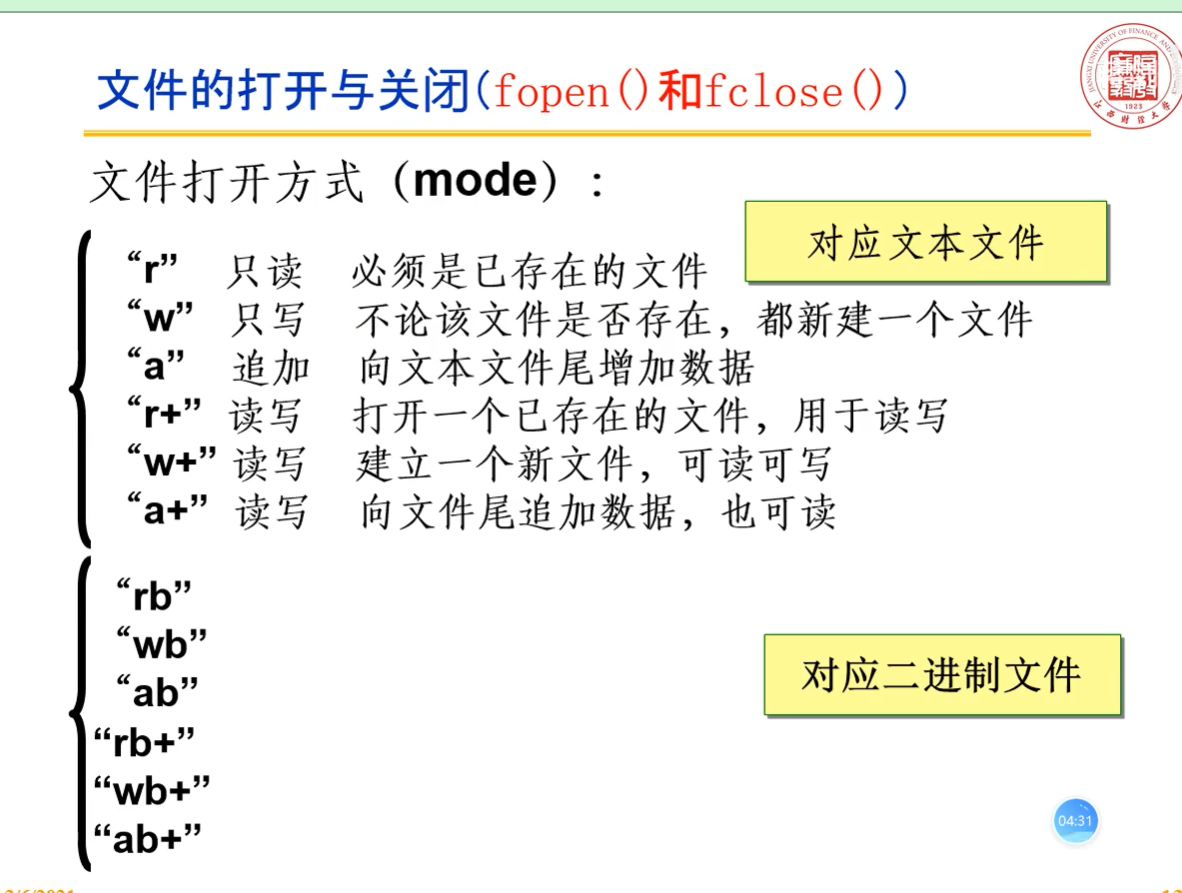 文件的打开与关闭(fopen()和fclose())
文件打开方式（mode）：
对应文本文件
“r” 只读 必须是已存在的文件
“w” 只写 不论该文件是否存在，都新建一个文件
“a” 追加 向文本文件尾增加数据
“r+” 读写 打开一个已存在的文件，用于读写
“w+” 读写 建立一个新文件，可读可写
“a+” 读写 向文件尾追加数据，也可读
“rb”
“wb”
“ab”
“rb+”
“wb+”
“ab+”
对应二进制文件
04:31
1923
江西财经大学